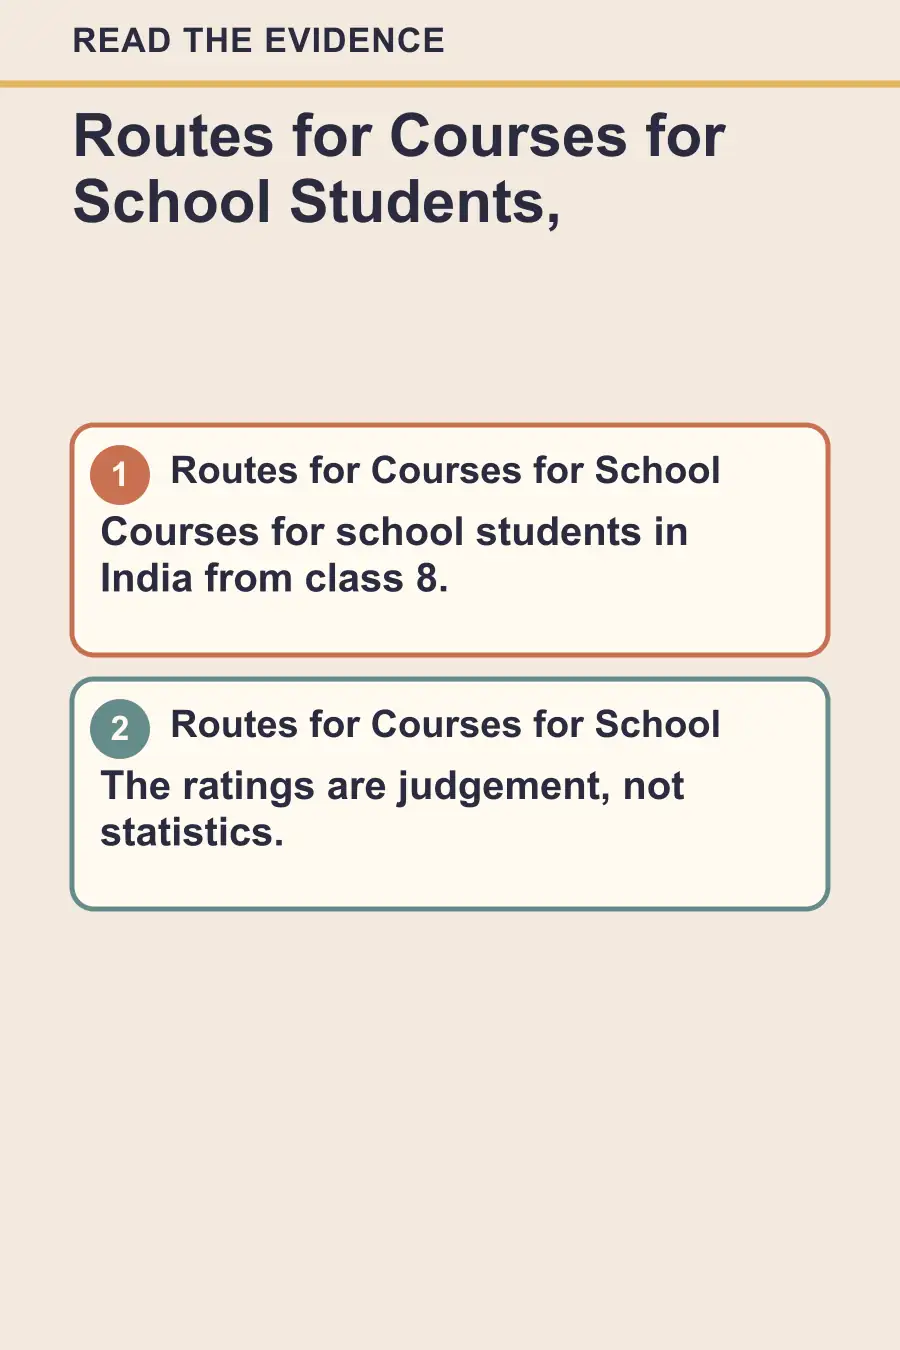 READ THE EVIDENCE
Routes for Courses for
School Students,
1 Routes for Courses for School
Courses for school students in
India from class 8.
2 Routes for Courses for School
The ratings are judgement, not
statistics.